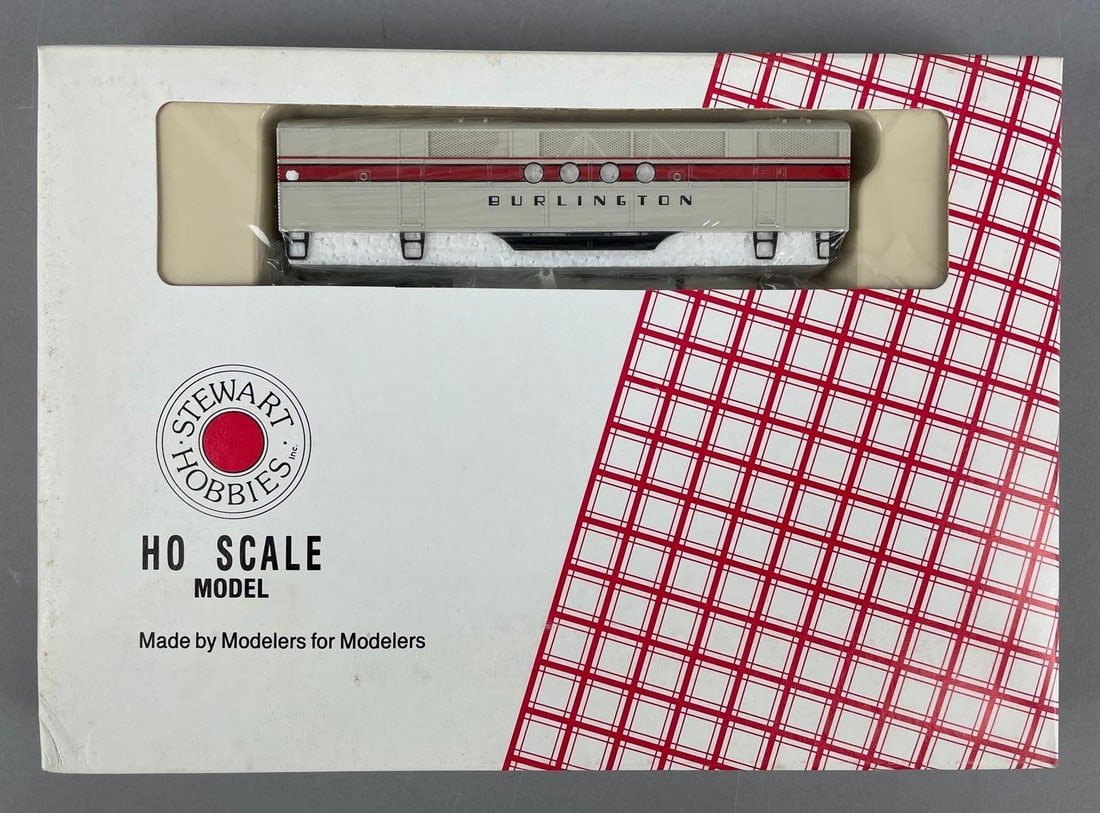 BURLINGTON
STEWART
HOBBIES Inc.
HO SCALE
MODEL
Made by Modelers for Modelers